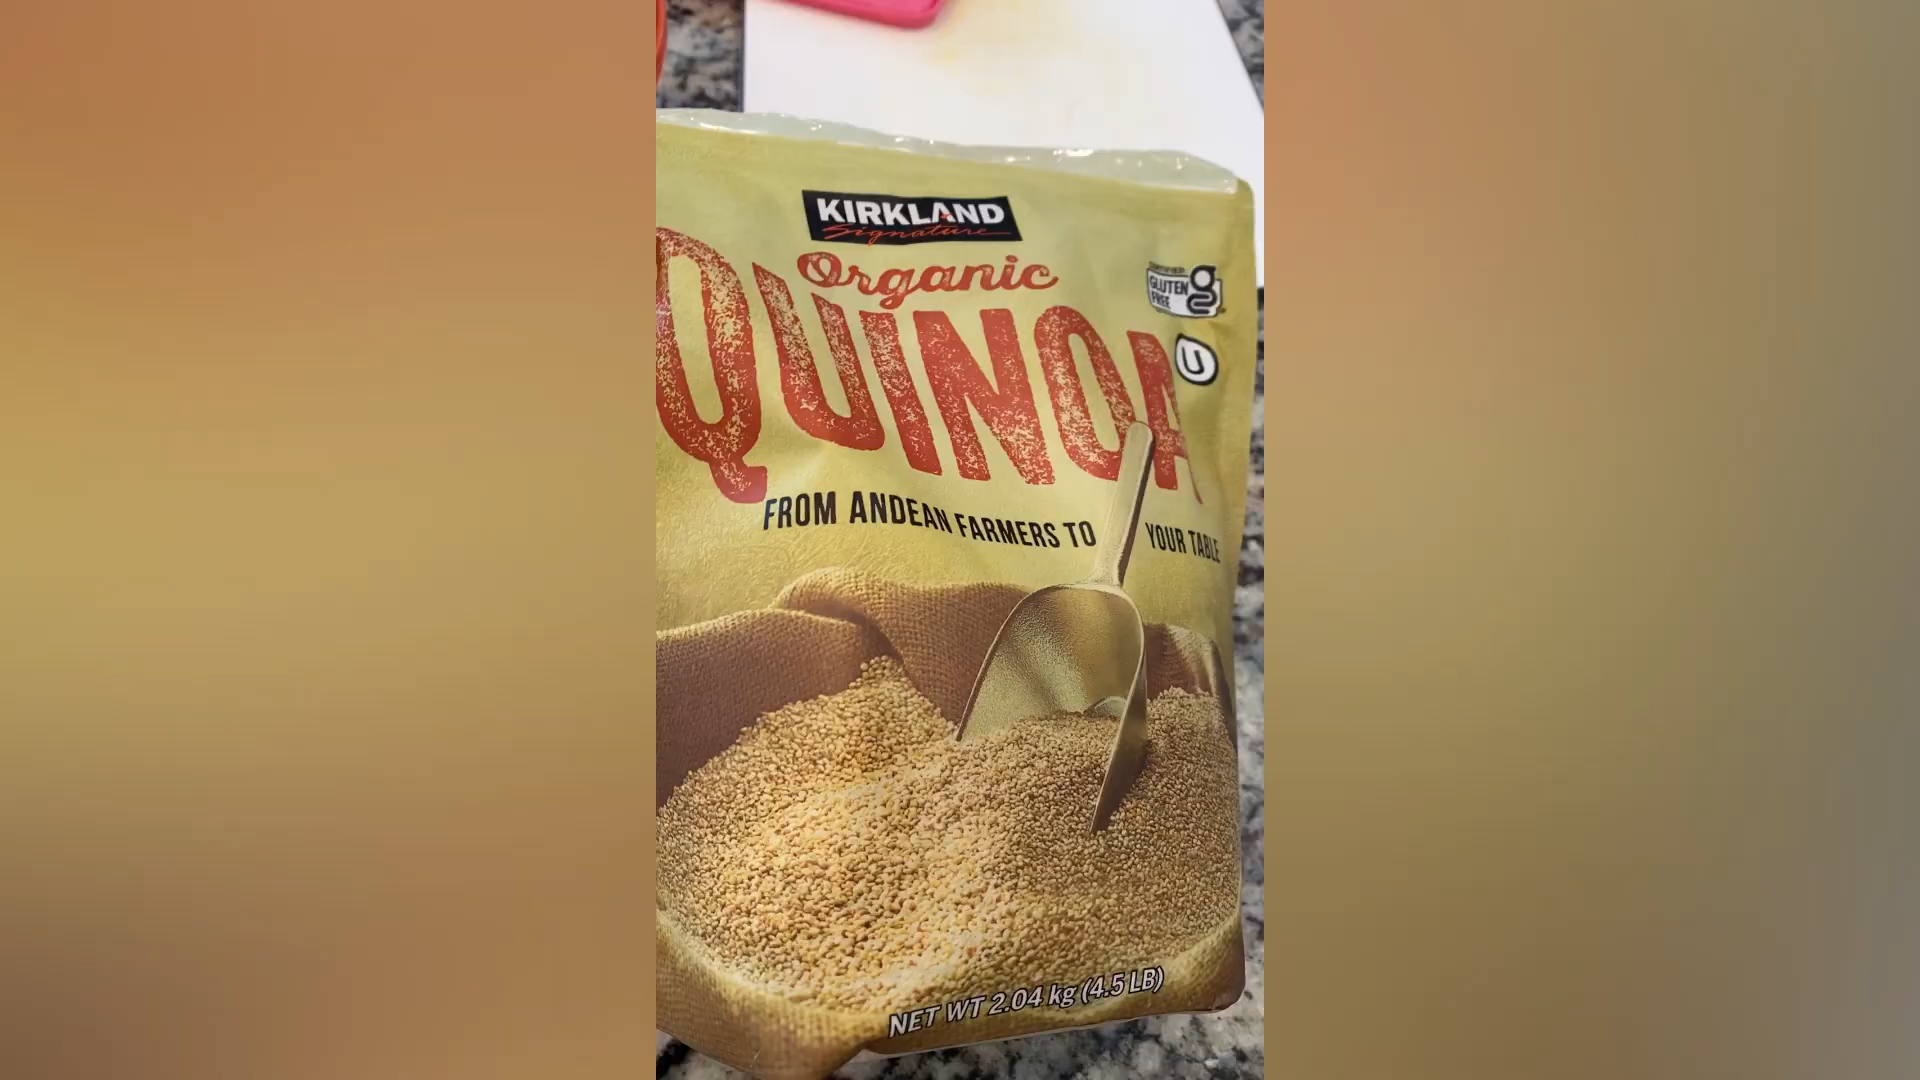 KIRKLAND
Signature
Organic
QUINOA
CERTIFIED
GLUTEN
FREE
U
FROM ANDEAN FARMERS TO YOUR TABLE
NET WT 2.04 kg (4.5 LB)